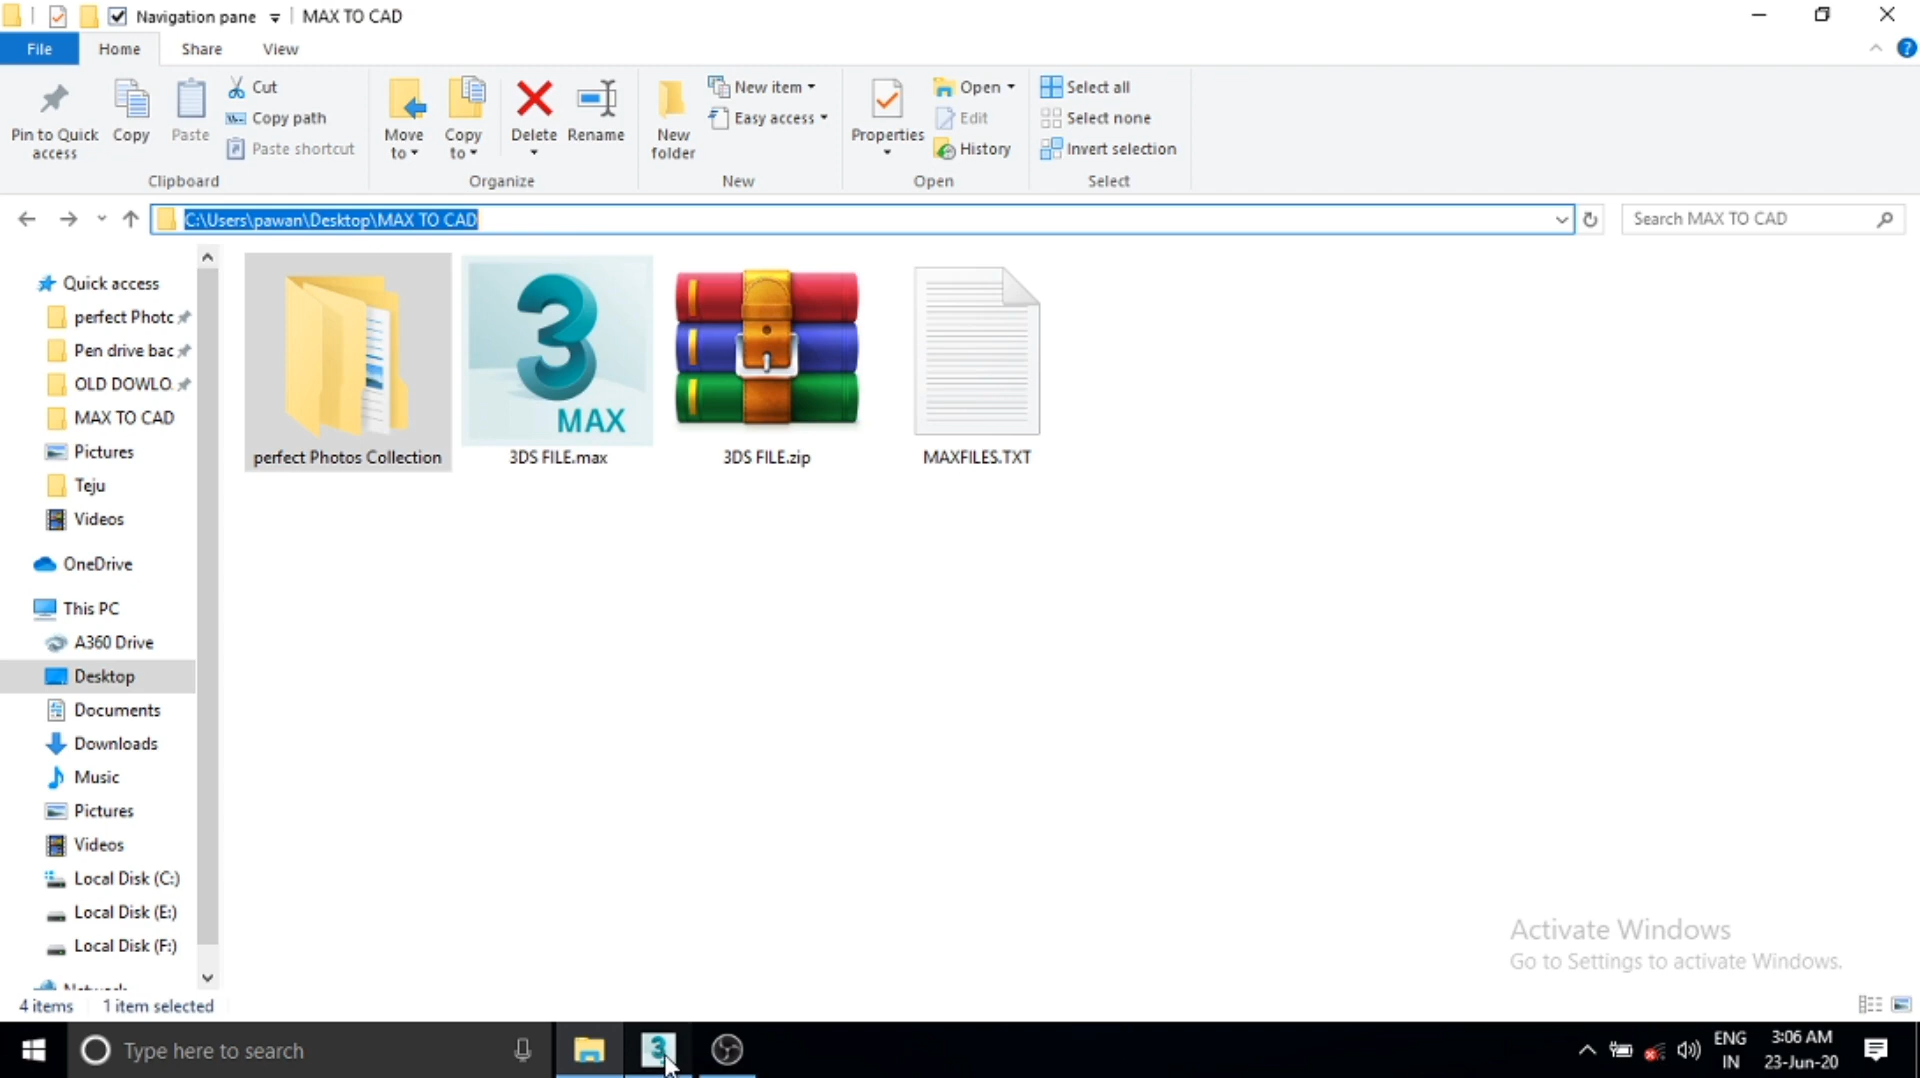 Navigation pane MAX TO CAD
File Home Share View
Pin to Quick access
Copy
Paste
Cut
Copy path
Paste shortcut
Clipboard
Move to
Copy to
Delete
Rename
Organize
New folder
New item
Easy access
New
Properties
Open
Edit
History
Open
Select all
Select none
Invert selection
Select
C:\Users\pawan\Desktop\MAX TO CAD
Search MAX TO CAD
Quick access
perfect Photc
Pen drive bac
OLD DOWLO.
MAX TO CAD
Pictures
Teju
Videos
OneDrive
This PC
A360 Drive
Desktop
Documents
Downloads
Music
Pictures
Videos
Local Disk (C:)
Local Disk (E:)
Local Disk (F:)
Network
3
MAX
perfect Photos Collection
3DS FILE.max
3DS FILE.zip
MAXFILES.TXT
Activate Windows
Go to Settings to activate Windows.
4 items 1 item selected
Type here to search
3
ENG
IN
3:06 AM
23-Jun-20